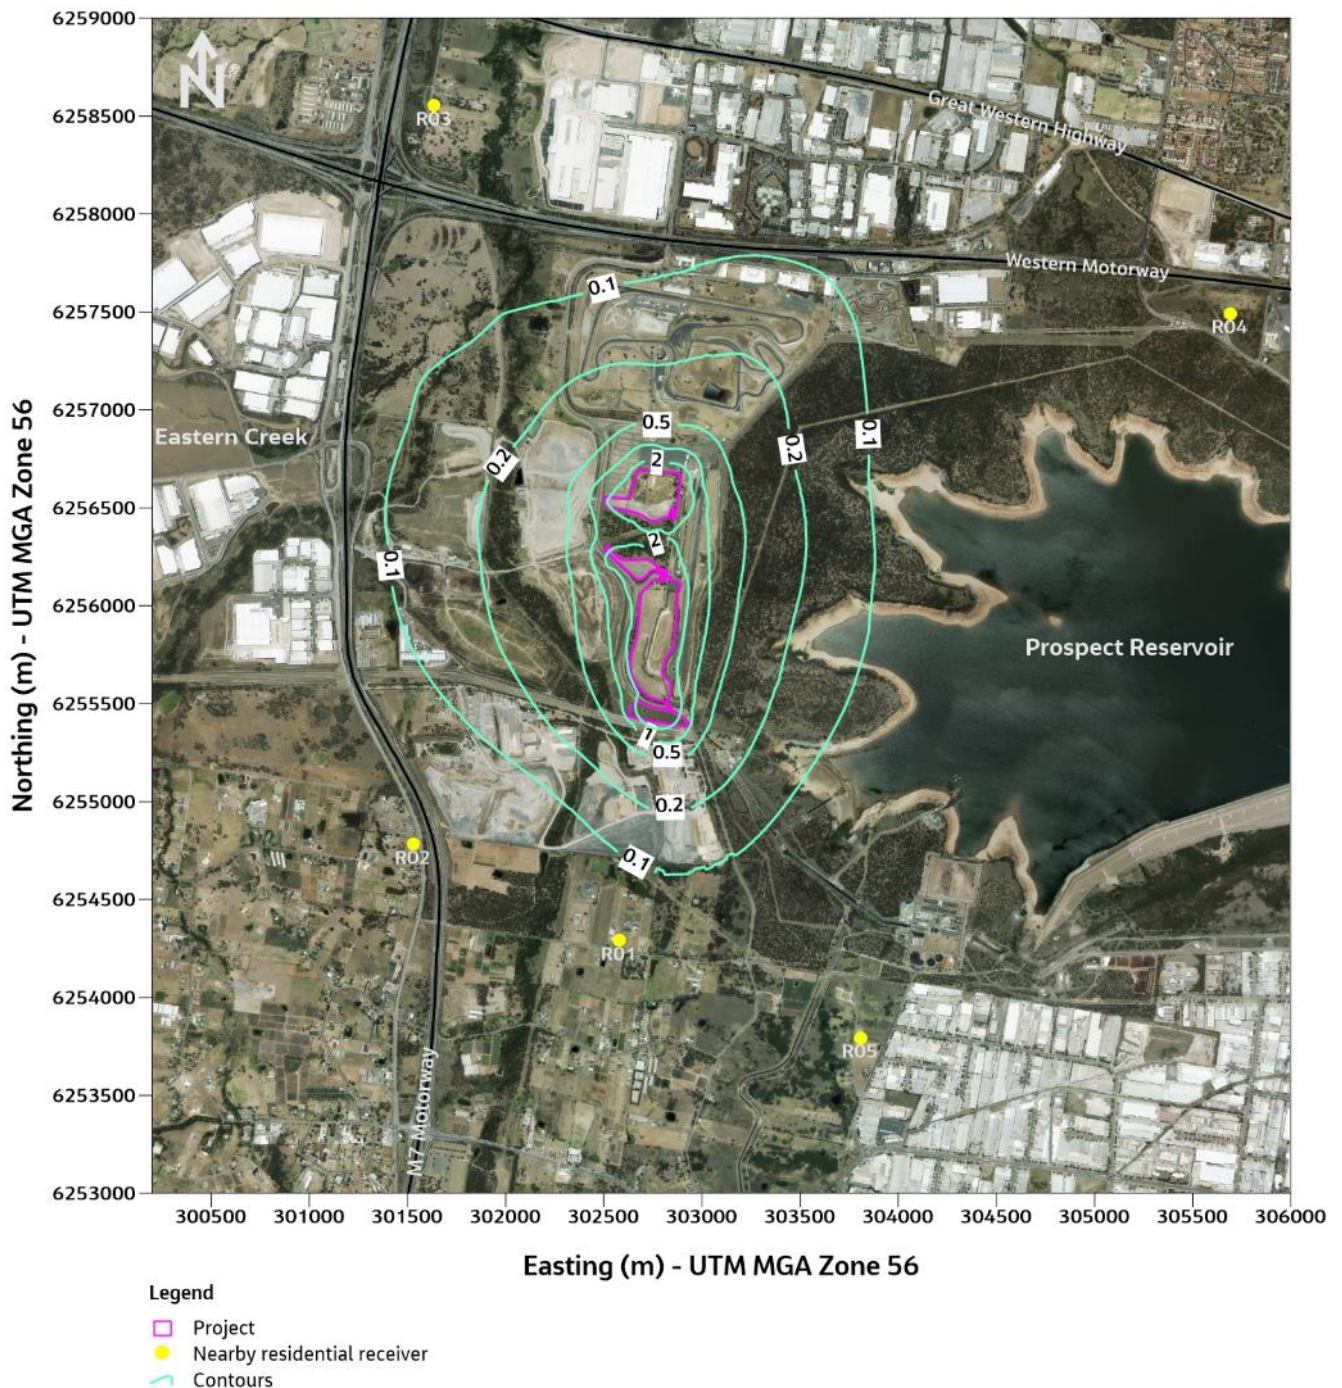 6259000
6258500
6258000
6257500
6257000
6256500
6256000
6255500
6255000
6254500
6254000
6253500
6253000
Northing (m) - UTM MGA Zone 56
N
R03
Great Western Highway
Western Motorway
0.1
R04
0.5
0.2
0.1
Eastern Creek
0.2
2
2
0.1
Prospect Reservoir
1
0.5
0.2
R02
0.1
R01
R05
M7 Motorway
300500 301000 301500 302000 302500 303000 303500 304000 304500 305000 305500 306000
Easting (m) - UTM MGA Zone 56
Legend
Project
Nearby residential receiver
Contours